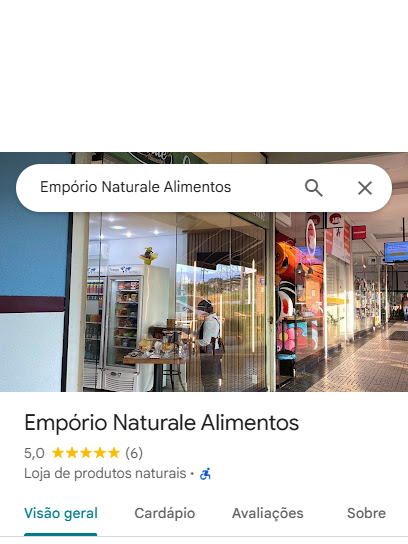 Empório Naturale Alimentos
Empório Naturale Alimentos
5,0 (6)
Loja de produtos naturais ·
Visão geral
Cardápio
Avaliações
Sobre